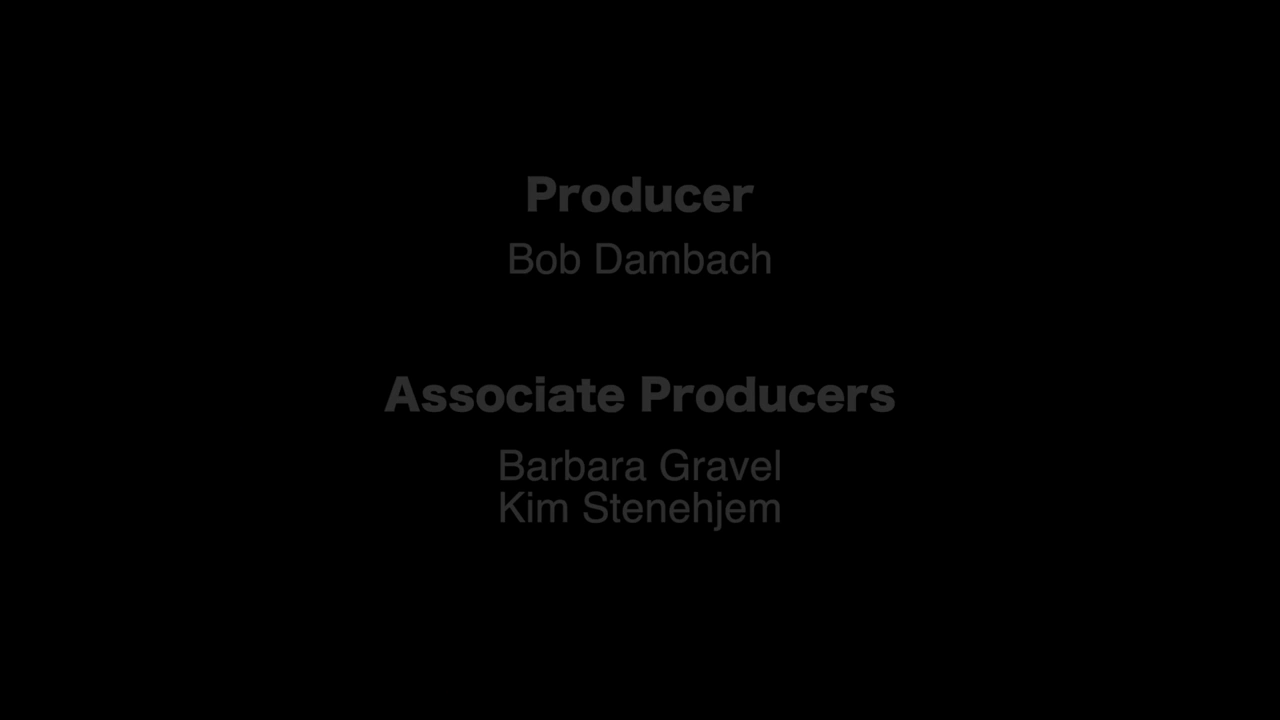 Producer
Bob Dambach
Associate Producers
Barbara Gravel
Kim Stenehjem